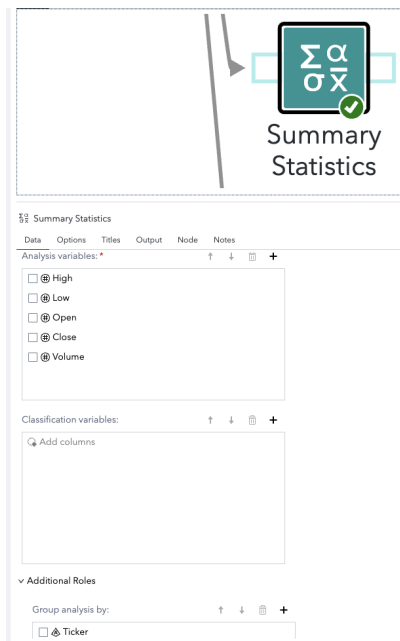 Σ α
σ x̄
Summary
Statistics
Σ α
σ x̄ Summary Statistics
Data Options Titles Output Node Notes
Analysis variables: *
High
Low
Open
Close
Volume
Classification variables:
Add columns
Additional Roles
Group analysis by:
Ticker